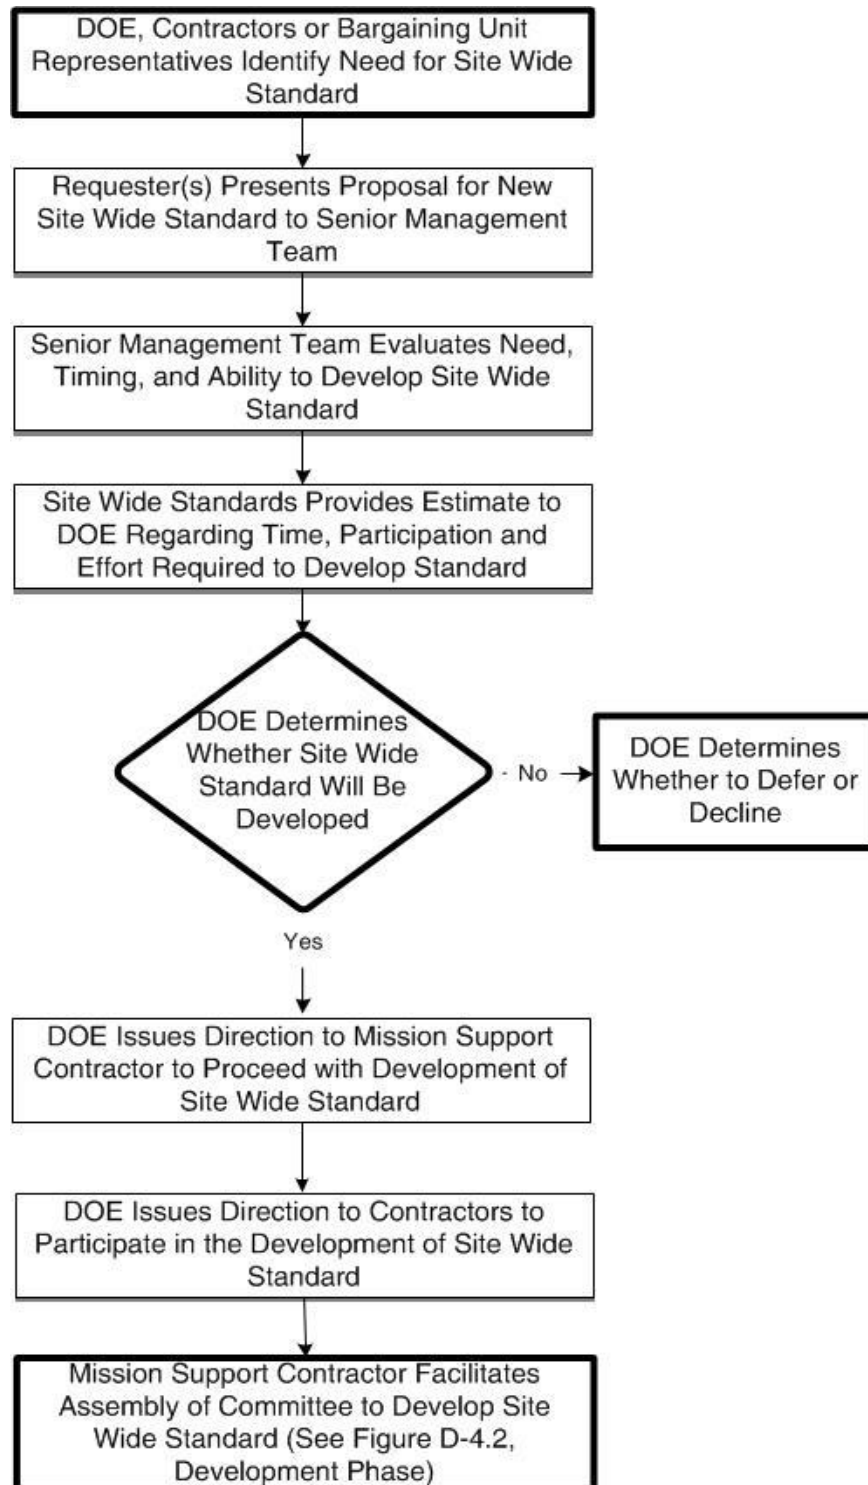 DOE, Contractors or Bargaining Unit
Representatives Identify Need for Site Wide
Standard
Requester(s) Presents Proposal for New
Site Wide Standard to Senior Management
Team
Senior Management Team Evaluates Need,
Timing, and Ability to Develop Site Wide
Standard
Site Wide Standards Provides Estimate to
DOE Regarding Time, Participation and
Effort Required to Develop Standard
DOE Determines
Whether Site Wide
Standard Will Be
Developed
No
DOE Determines
Whether to Defer or
Decline
Yes
DOE Issues Direction to Mission Support
Contractor to Proceed with Development of
Site Wide Standard
DOE Issues Direction to Contractors to
Participate in the Development of Site Wide
Standard
Mission Support Contractor Facilitates
Assembly of Committee to Develop Site
Wide Standard (See Figure D-4.2,
Development Phase)